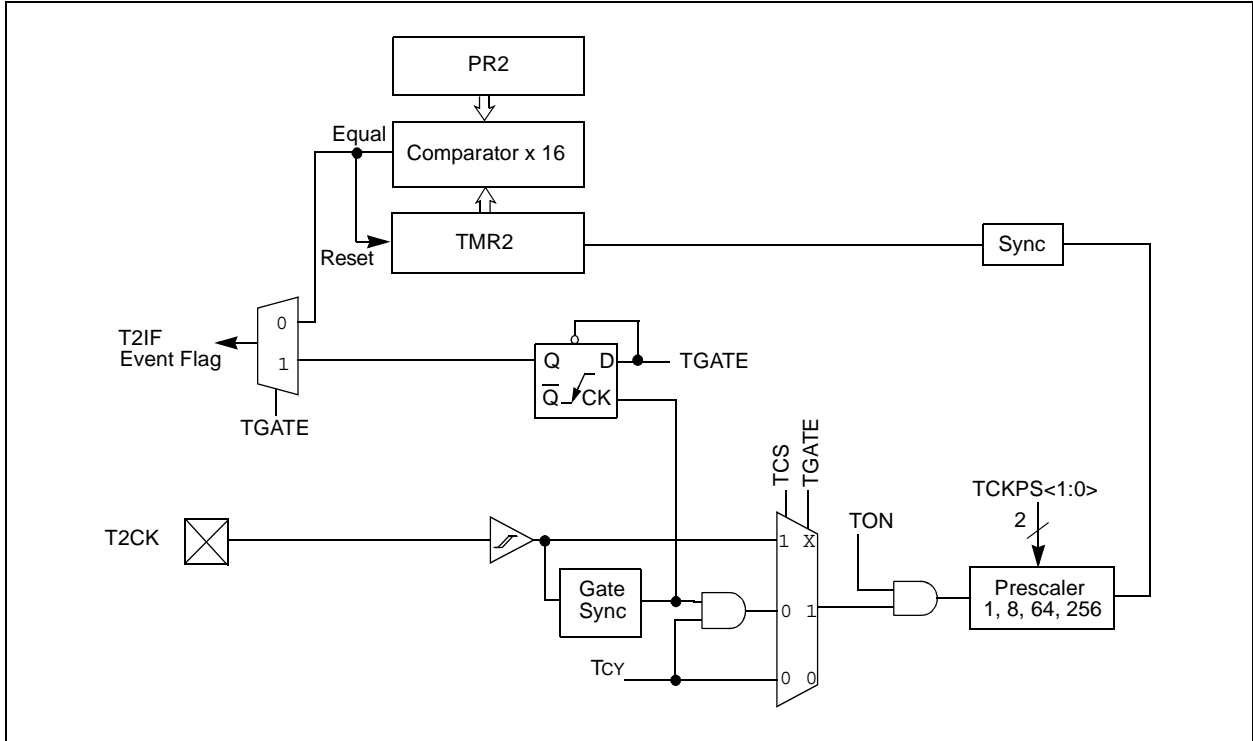 PR2
Equal
Comparator x 16
Reset
TMR2
Sync
T2IF
Event Flag
0
1
TGATE
Q
D
Q̅
CK
TGATE
TCS
TGATE
TON
TCKPS<1:0>
2
T2CK
1 X
Gate
Sync
0 1
Prescaler
1, 8, 64, 256
TCY
0 0